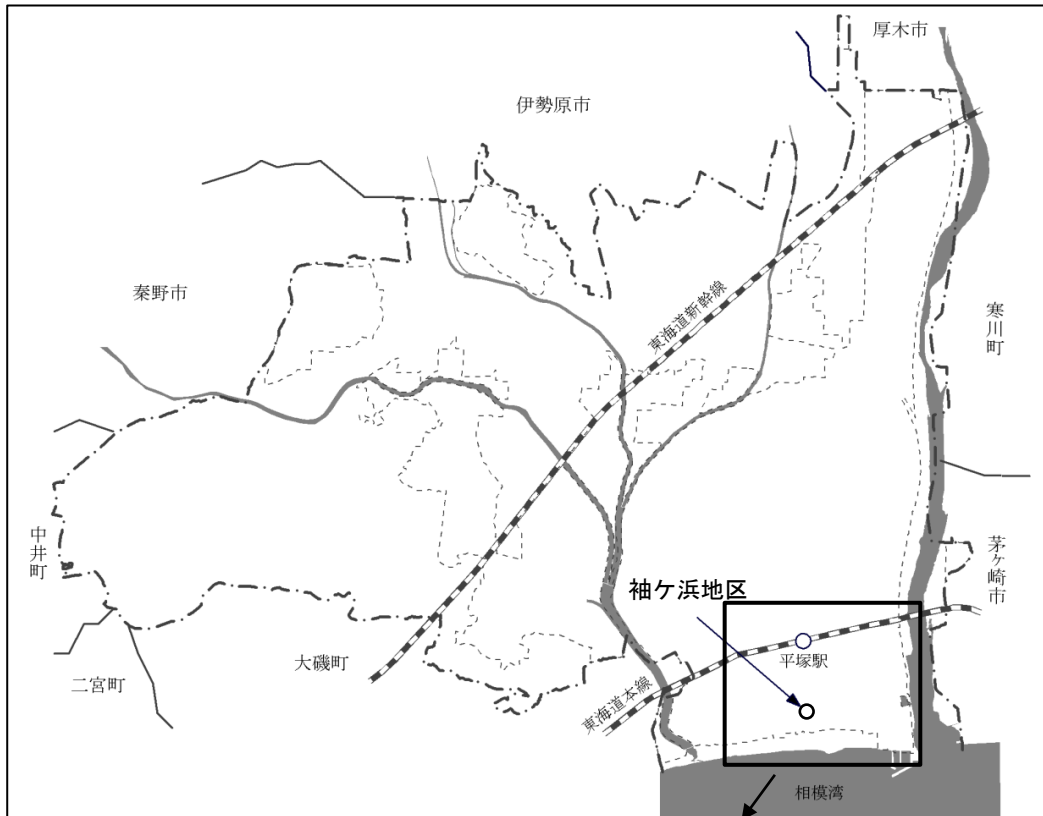 厚木市
伊勢原市
東海道新幹線
秦野市
寒川町
中井町
茅ヶ崎市
袖ケ浜地区
平塚駅
大磯町
二宮町
東海道本線
相模湾